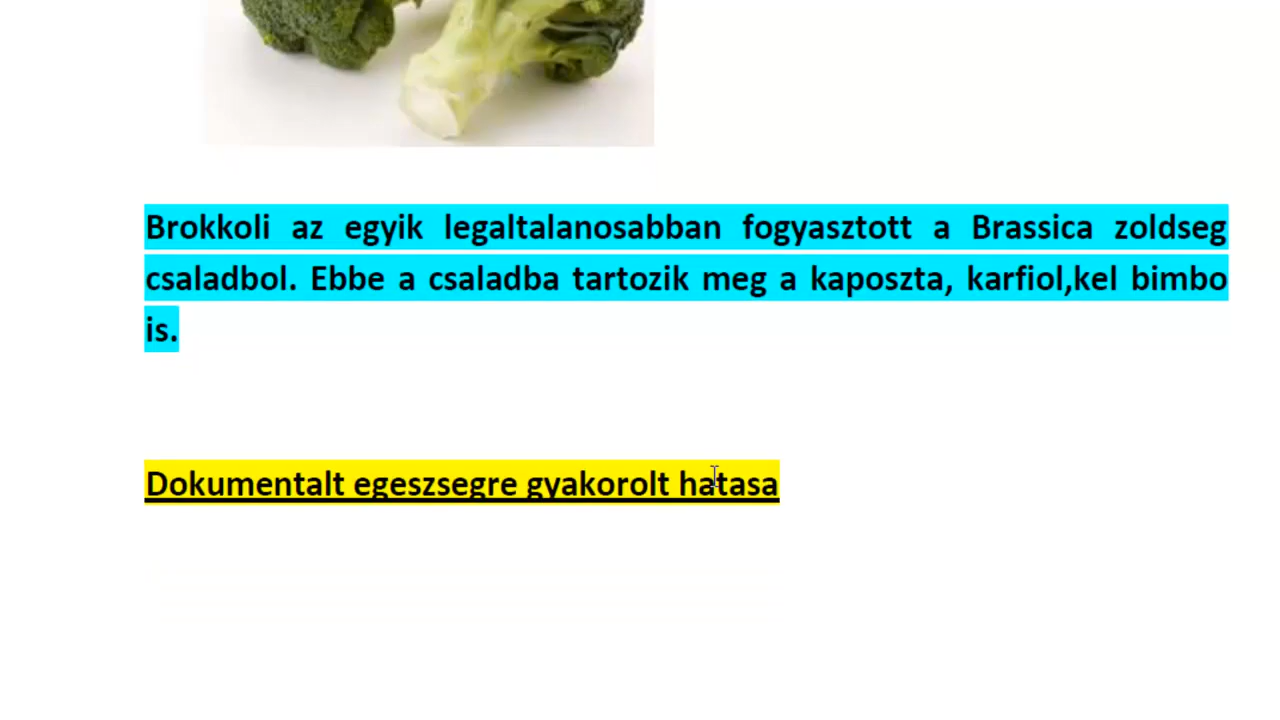 Brokkoli az egyik legaltalanosabban fogyasztott a Brassica zoldseg
csaladbol. Ebbe a csaladba tartozik meg a kaposzta, karfiol,kel bimbo
is.
Dokumentalt egeszsegre gyakorolt hatasa